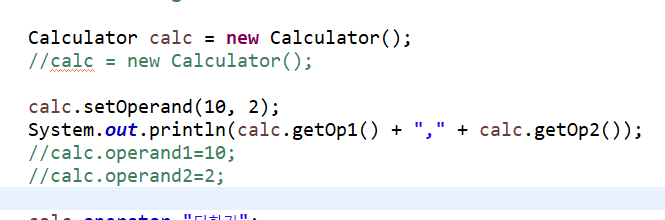 Calculator calc = new Calculator();
//calc = new Calculator();
calc.setOperand(10, 2);
System.out.println(calc.getOp1() + "," + calc.getOp2());
//calc.operand1=10;
//calc.operand2=2;